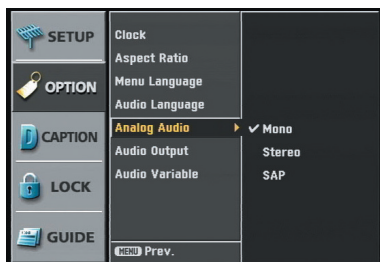 SETUP
OPTION
CAPTION
LOCK
GUIDE
Clock
Aspect Ratio
Menu Language
Audio Language
Analog Audio
Audio Output
Audio Variable
MENU Prev.
Mono
Stereo
SAP